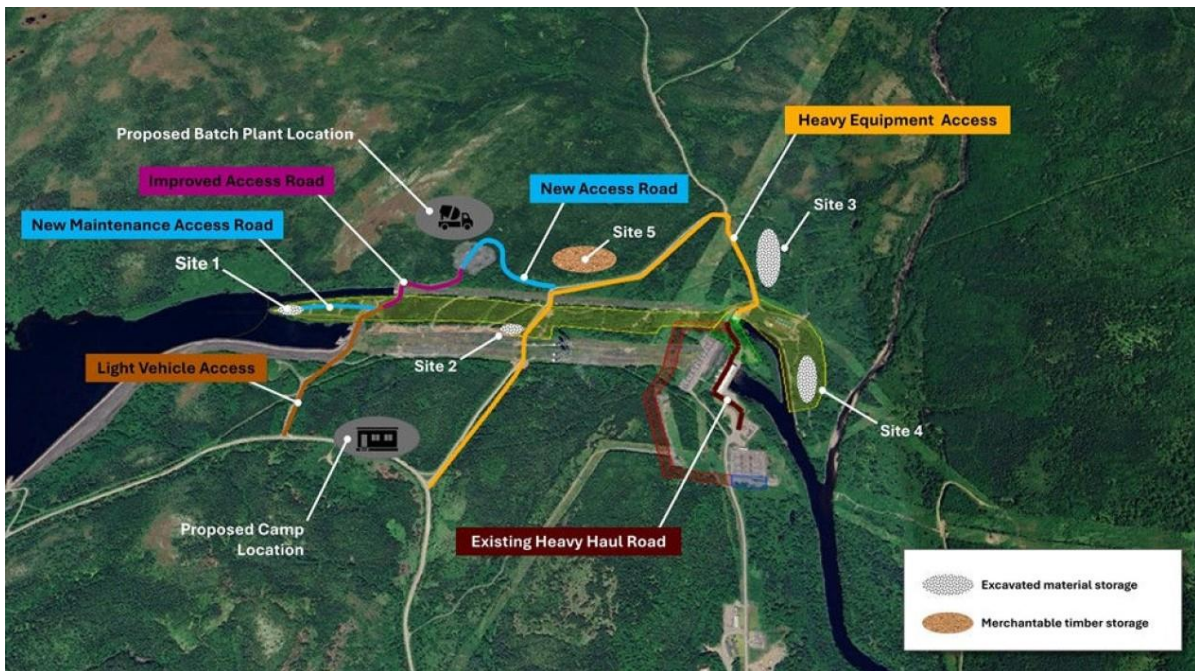 Heavy Equipment Access
Proposed Batch Plant Location
Improved Access Road
New Access Road
Site 3
New Maintenance Access Road
Site 5
Site 1
Light Vehicle Access
Site 2
Site 4
Proposed Camp
Location
Existing Heavy Haul Road
Excavated material storage
Merchantable timber storage